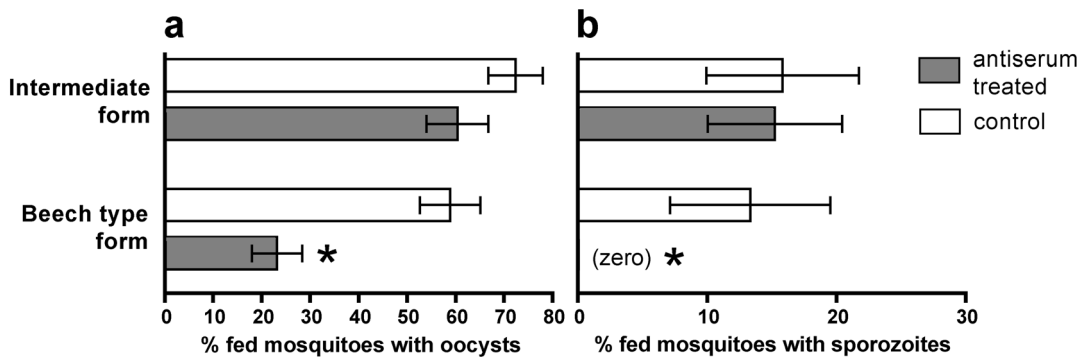 a
b
Intermediate
form
Beech type
form
*
(zero) *
antiserum
treated
control
0 10 20 30 40 50 60 70 80
0 10 20 30
% fed mosquitoes with oocysts
% fed mosquitoes with sporozoites